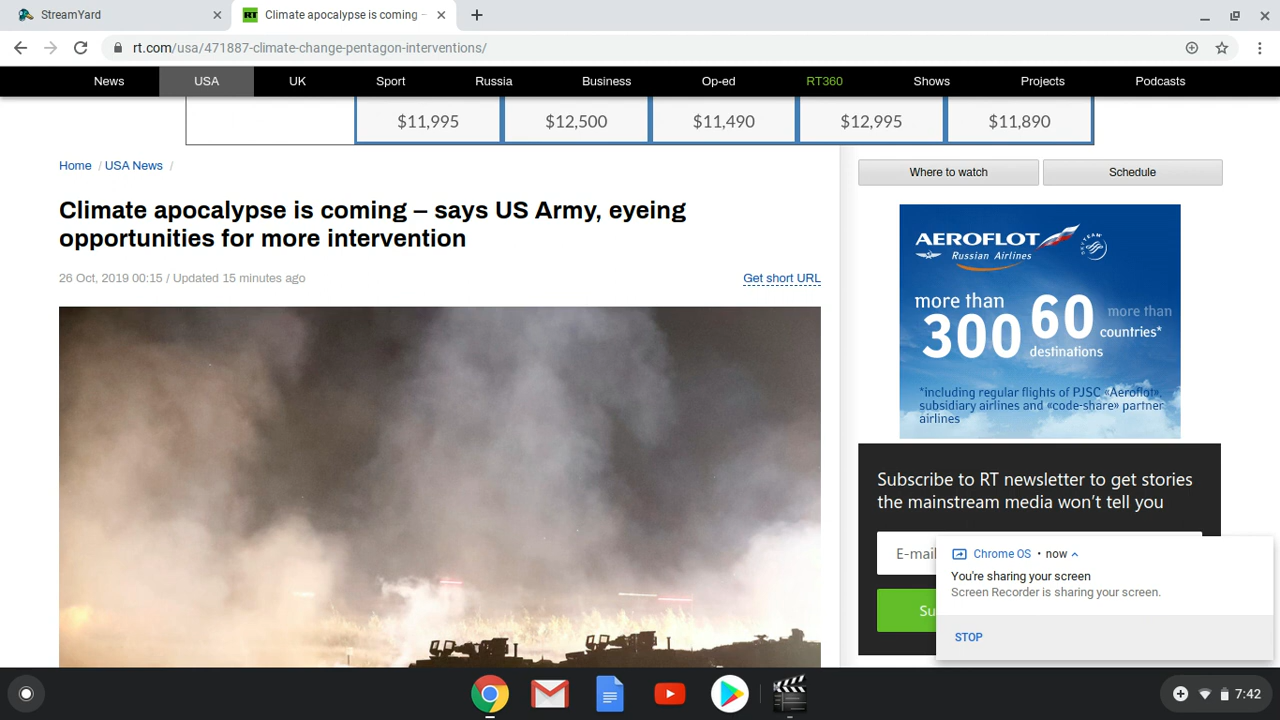 StreamYard
RT Climate apocalypse is coming –
rt.com/usa/471887-climate-change-pentagon-interventions/
News USA UK Sport Russia Business Op-ed RT360 Shows Projects Podcasts
$11,995 $12,500 $11,490 $12,995 $11,890
Home / USA News /
Climate apocalypse is coming – says US Army, eyeing
opportunities for more intervention
26 Oct, 2019 00:15 / Updated 15 minutes ago
Get short URL
Where to watch Schedule
AEROFLOT
Russian Airlines
SKYTEAM
more than
300
destinations
more than
60
countries*
*including regular flights of PJSC «Aeroflot»,
subsidiary airlines and «code-share» partner
airlines
Subscribe to RT newsletter to get stories
the mainstream media won't tell you
E-mail
Su
Chrome OS • now
You're sharing your screen
Screen Recorder is sharing your screen.
STOP
7:42